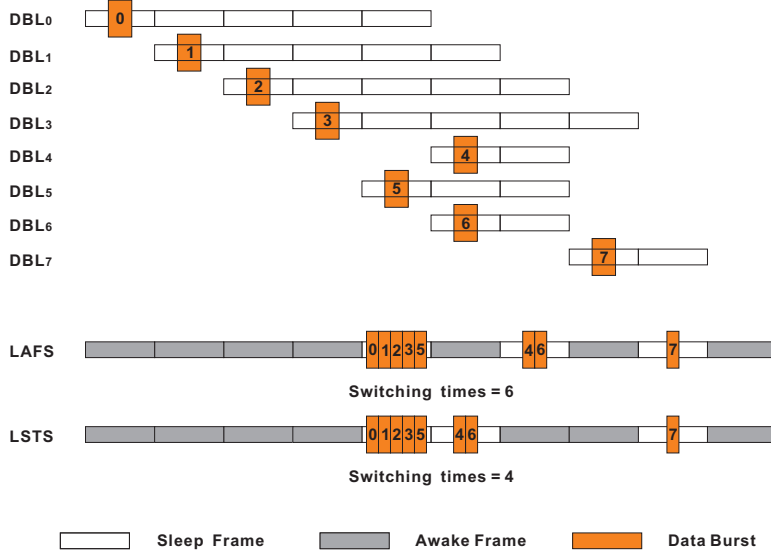 DBL0 0
DBL1 1
DBL2 2
DBL3 3
DBL4 4
DBL5 5
DBL6 6
DBL7 7
LAFS 0 1 2 3 5 4 6 7
Switching times = 6
LSTS 0 1 2 3 5 4 6 7
Switching times = 4
Sleep Frame Awake Frame Data Burst